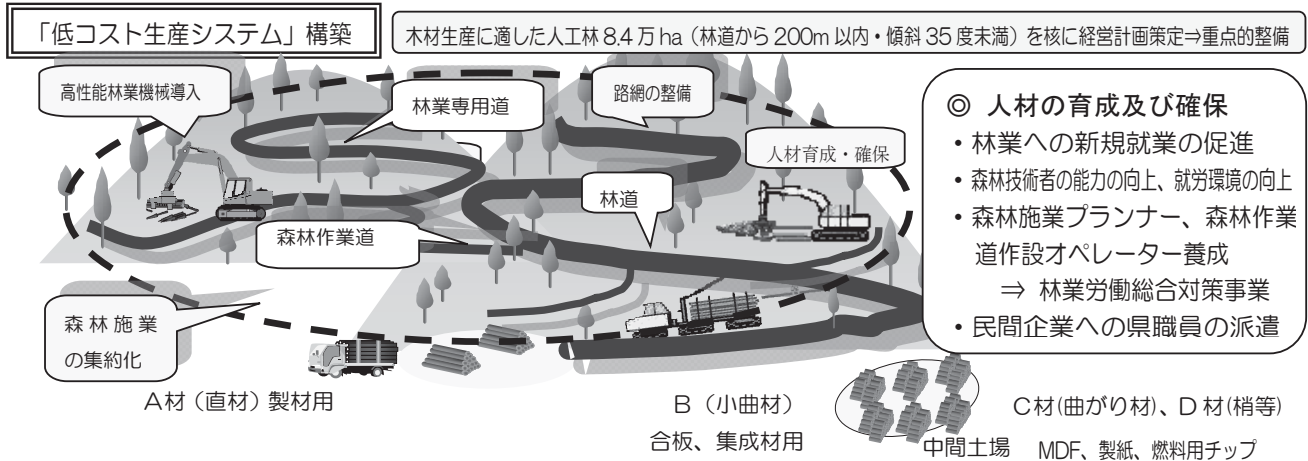 「低コスト生産システム」構築
木材生産に適した人工林 8.4 万 ha（林道から 200m 以内・傾斜 35 度未満）を核に経営計画策定⇒重点的整備
高性能林業機械導入
林業専用道
路網の整備
人材育成・確保
林道
森林作業道
森林施業
の集約化
◎ 人材の育成及び確保
・林業への新規就業の促進
・森林技術者の能力の向上、就労環境の向上
・森林施業プランナー、森林作業
道作設オペレーター養成
⇒ 林業労働総合対策事業
・民間企業への県職員の派遣
A材（直材）製材用
B（小曲材）
合板、集成材用
中間土場
C材(曲がり材)、D 材(梢等)
MDF、製紙、燃料用チップ